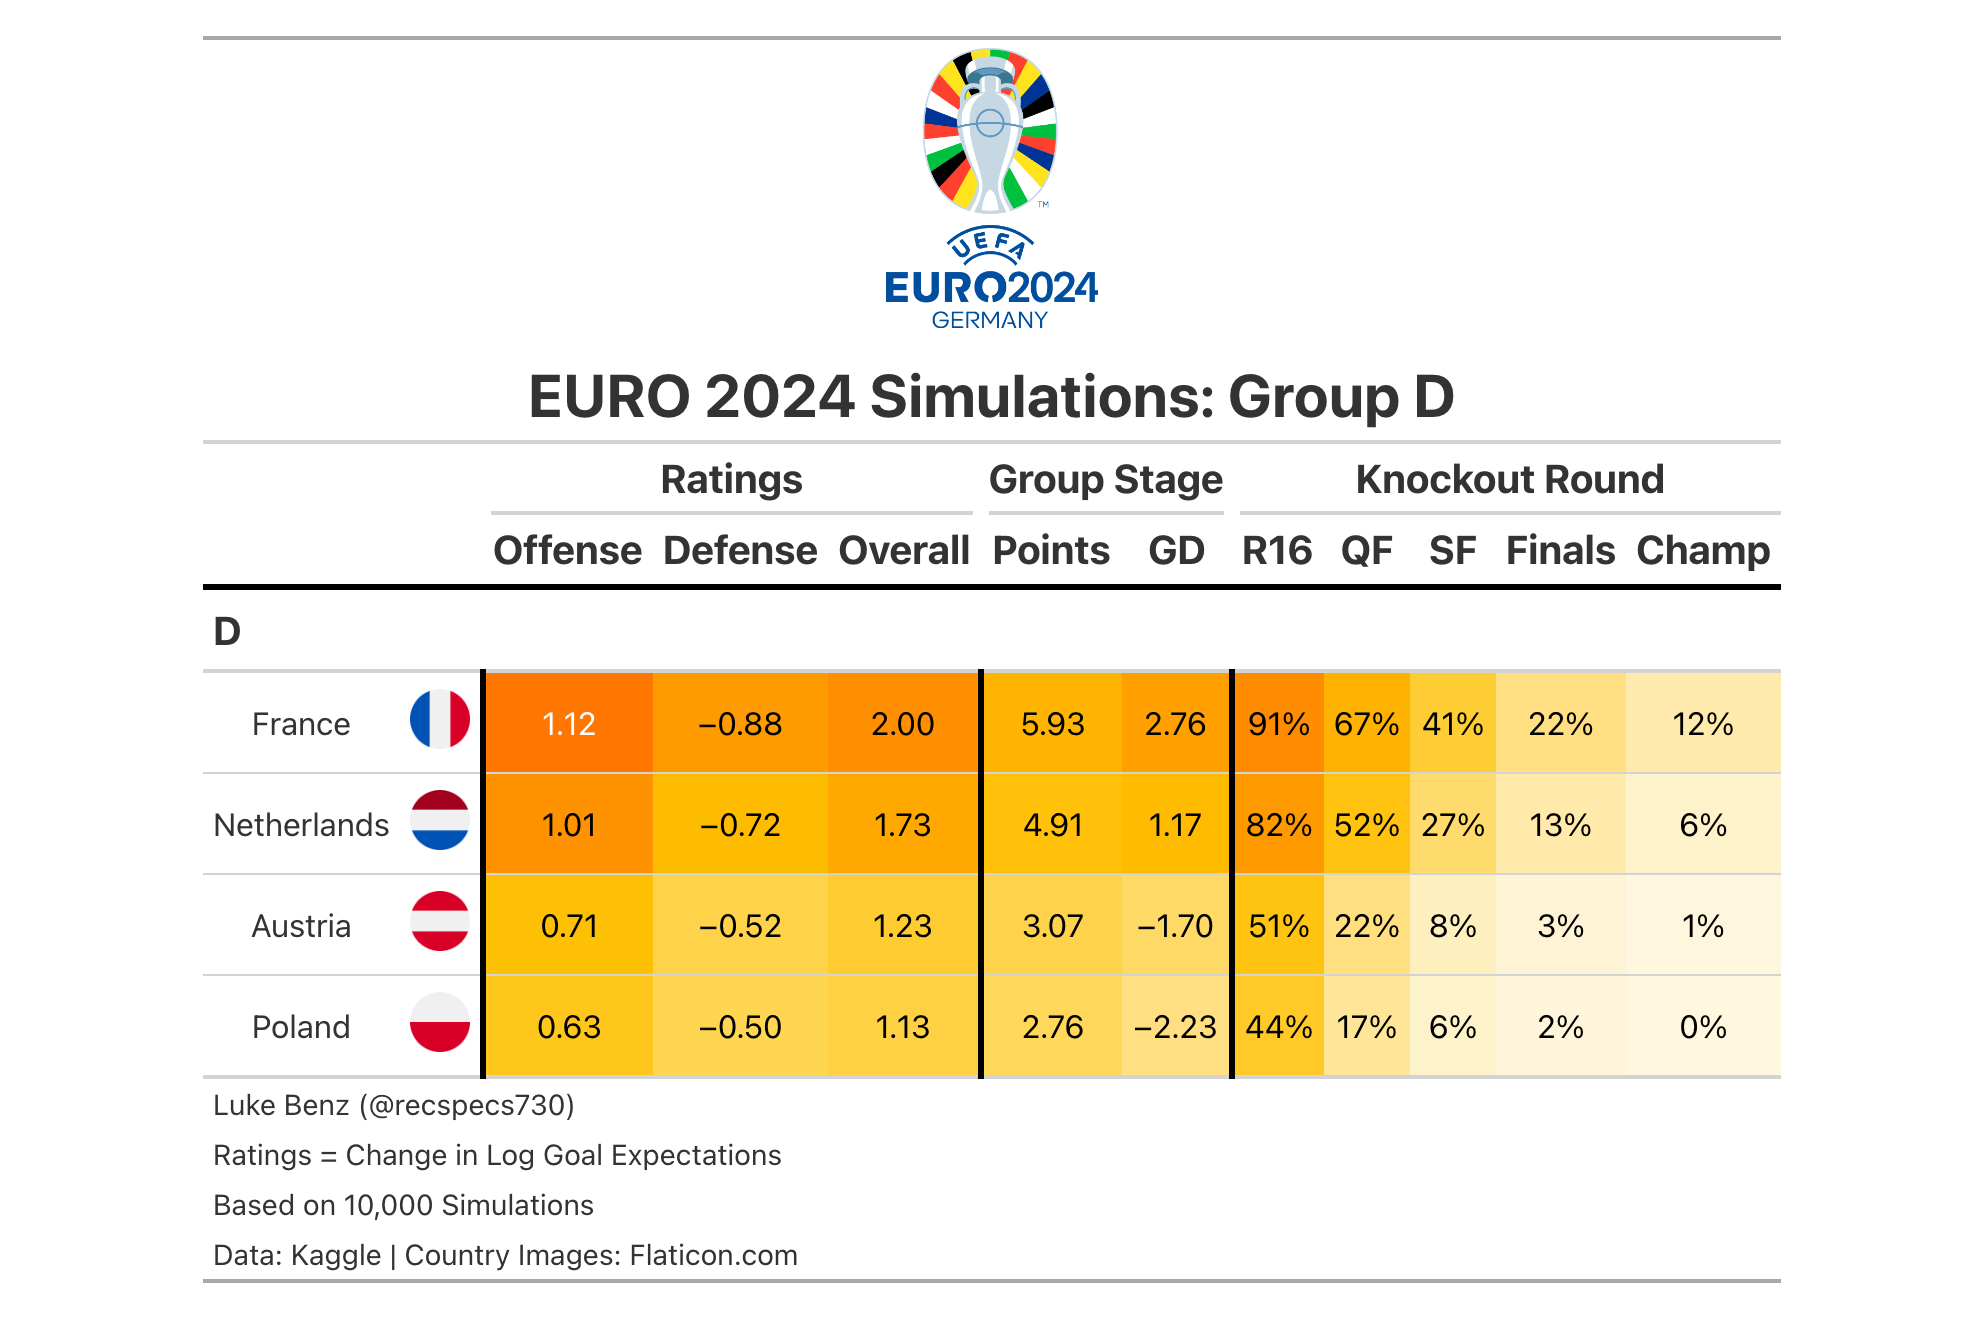 TM
UEFA
EURO2024
GERMANY
EURO 2024 Simulations: Group D
Ratings Group Stage Knockout Round
Offense Defense Overall Points GD R16 QF SF Finals Champ
D
France 1.12 −0.88 2.00 5.93 2.76 91% 67% 41% 22% 12%
Netherlands 1.01 −0.72 1.73 4.91 1.17 82% 52% 27% 13% 6%
Austria 0.71 −0.52 1.23 3.07 −1.70 51% 22% 8% 3% 1%
Poland 0.63 −0.50 1.13 2.76 −2.23 44% 17% 6% 2% 0%
Luke Benz (@recspecs730)
Ratings = Change in Log Goal Expectations
Based on 10,000 Simulations
Data: Kaggle | Country Images: Flaticon.com